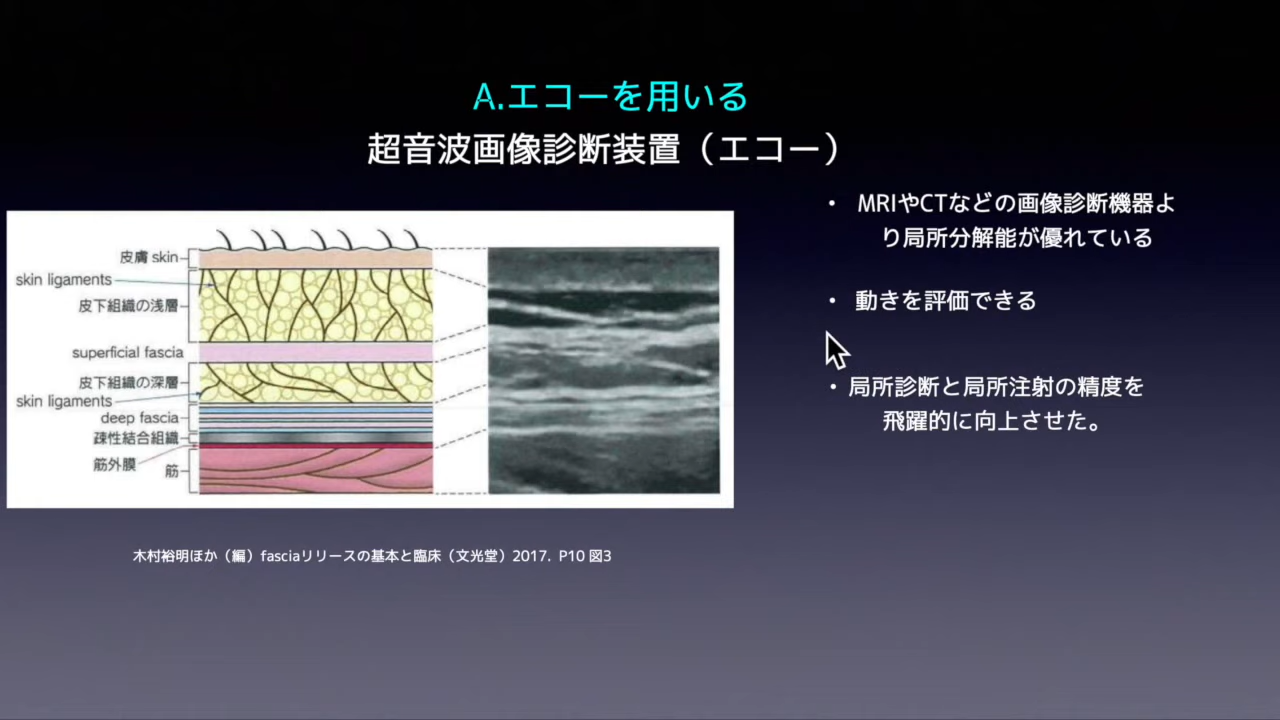 A.エコーを用いる
超音波画像診断装置（エコー）
皮膚 skin
skin ligaments
皮下組織の浅層
superficial fascia
皮下組織の深層
skin ligaments
deep fascia
疎性結合組織
筋外膜
筋
• MRIやCTなどの画像診断機器よ
り局所分解能が優れている
• 動きを評価できる
• 局所診断と局所注射の精度を
飛躍的に向上させた。
木村裕明ほか（編）fasciaリリースの基本と臨床（文光堂）2017. P10 図3